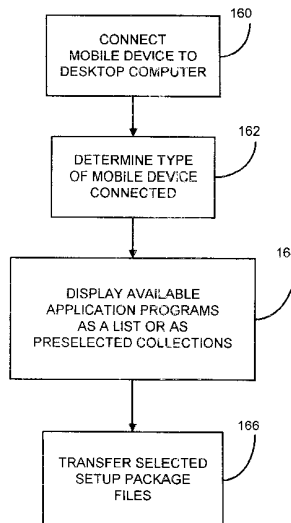 160
CONNECT
MOBILE DEVICE TO
DESKTOP COMPUTER
162
DETERMINE TYPE
OF MOBILE DEVICE
CONNECTED
DISPLAY AVAILABLE
APPLICATION PROGRAMS
AS A LIST OR AS
PRESELECTED COLLECTIONS
166
TRANSFER SELECTED
SETUP PACKAGE
FILES